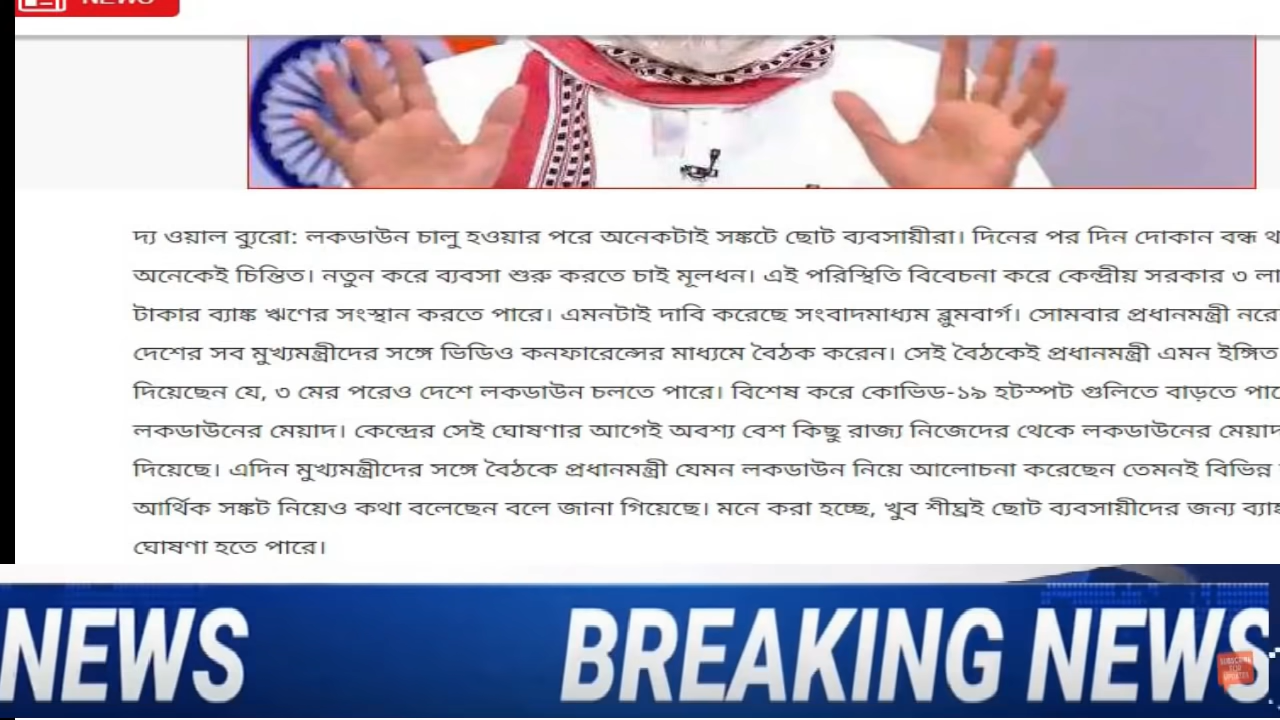 NEWS
দ্য ওয়াল ব্যুরো: লকডাউন চালু হওয়ার পরে অনেকটাই সঙ্কটে ছোট ব্যবসায়ীরা। দিনের পর দিন দোকান বন্ধ
অনেকেই চিন্তিত। নতুন করে ব্যবসা শুরু করতে চাই মূলধন। এই পরিস্থিতি বিবেচনা করে কেন্দ্রীয় সরকার ৩
টাকার ব্যাঙ্ক ঋণের সংস্থান করতে পারে। এমনটাই দাবি করেছে সংবাদমাধ্যম ব্লুমবার্গ। সোমবার প্রধানমন্ত্রী
দেশের সব মুখ্যমন্ত্রীদের সঙ্গে ভিডিও কনফারেন্সের মাধ্যমে বৈঠক করেন। সেই বৈঠকেই প্রধানমন্ত্রী এমন ইঙ্গিত
দিয়েছেন যে, ৩ মের পরেও দেশে লকডাউন চলতে পারে। বিশেষ করে কোভিড-১৯ হটস্পট গুলিতে বাড়তে
লকডাউনের মেয়াদ। কেন্দ্রের সেই ঘোষণার আগেই অবশ্য বেশ কিছু রাজ্য নিজেদের থেকে লকডাউনের মেয়াদ
দিয়েছে। এদিন মুখ্যমন্ত্রীদের সঙ্গে বৈঠকে প্রধানমন্ত্রী যেমন লকডাউন নিয়ে আলোচনা করেছেন তেমনই বিভিন্ন
আর্থিক সঙ্কট নিয়েও কথা বলেছেন বলে জানা গিয়েছে। মনে করা হচ্ছে, খুব শীঘ্রই ছোট ব্যবসায়ীদের জন্য
ঘোষণা হতে পারে।
NEWS BREAKING NEWS
SUBSCRIBE
FOR
UPDATES